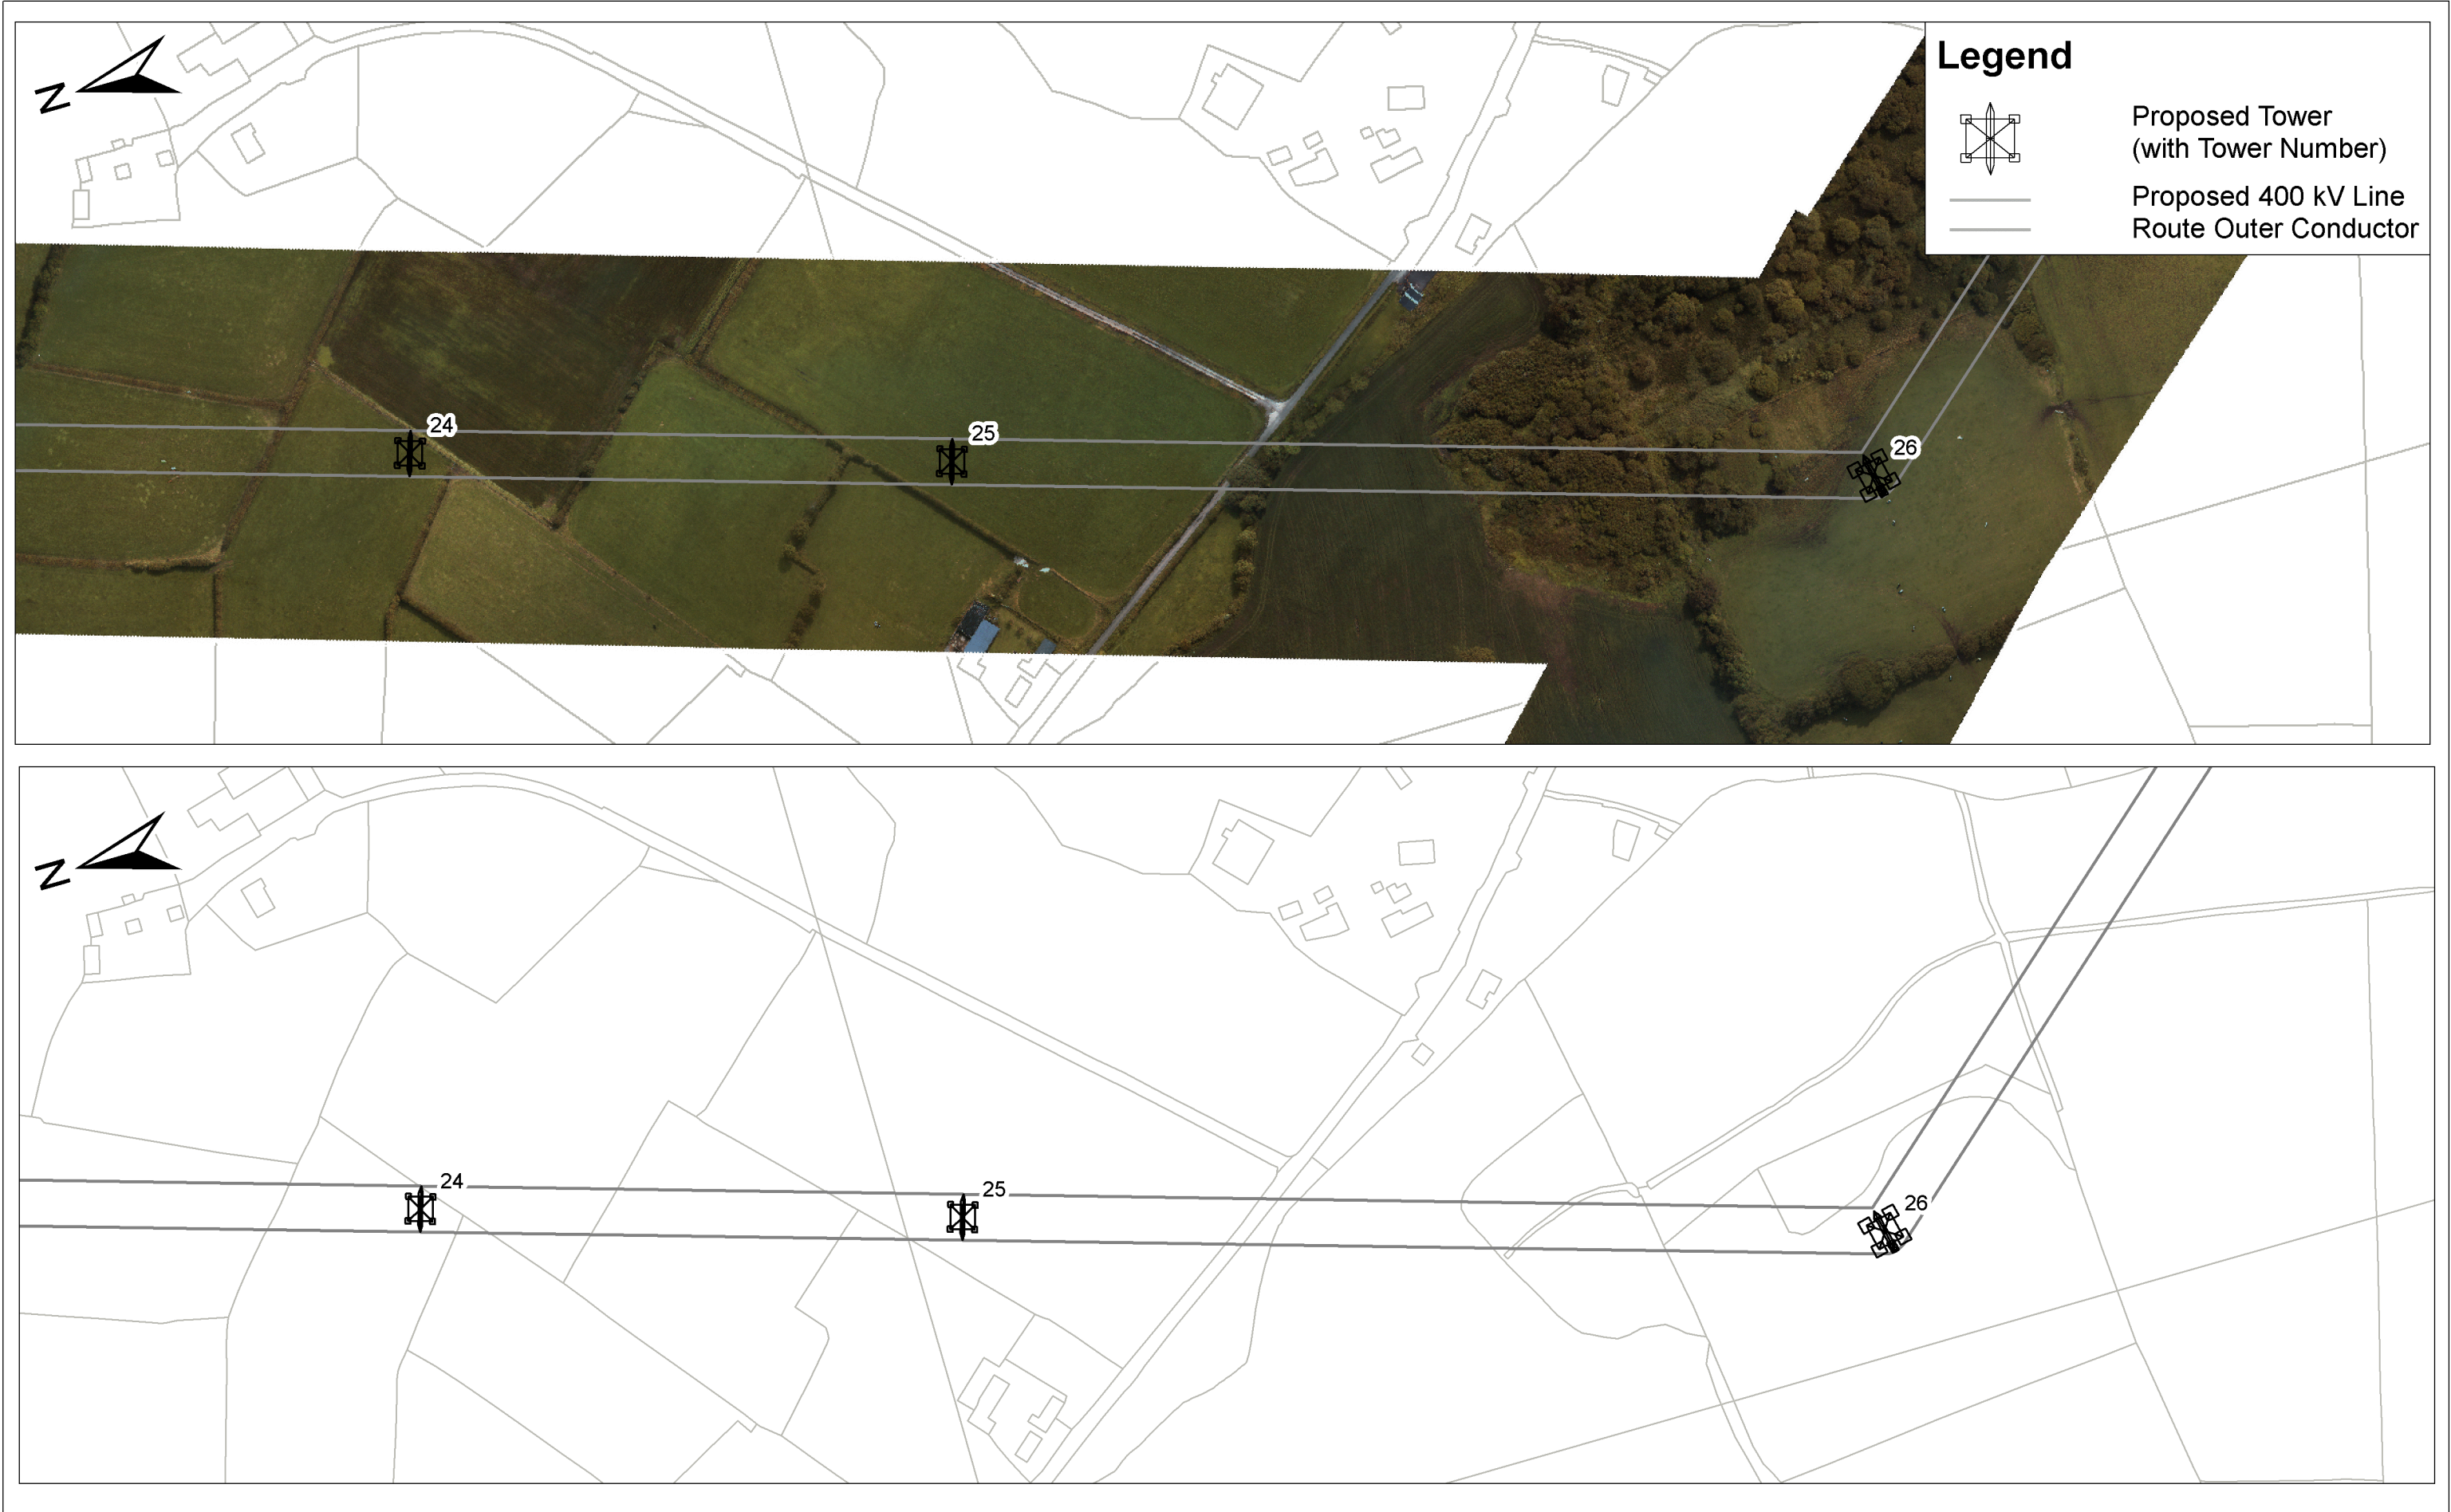 N
Legend
Proposed Tower
(with Tower Number)
Proposed 400 kV Line
Route Outer Conductor
24
25
26
N
24
25
26